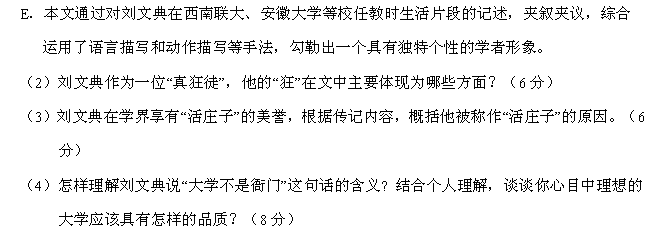 E. 本文通过对刘文典在西南联大、安徽大学等校任教时生活片段的记述，夹叙夹议，综合
运用了语言描写和动作描写等手法，勾勒出一个具有独特个性的学者形象。
（2）刘文典作为一位“真狂徒”，他的“狂”在文中主要体现为哪些方面？（6 分）
（3）刘文典在学界享有“活庄子”的美誉，根据传记内容，概括他被称作“活庄子”的原因。（6
分）
（4）怎样理解刘文典说“大学不是衙门”这句话的含义？结合个人理解，谈谈你心目中理想的
大学应该具有怎样的品质？（8 分）